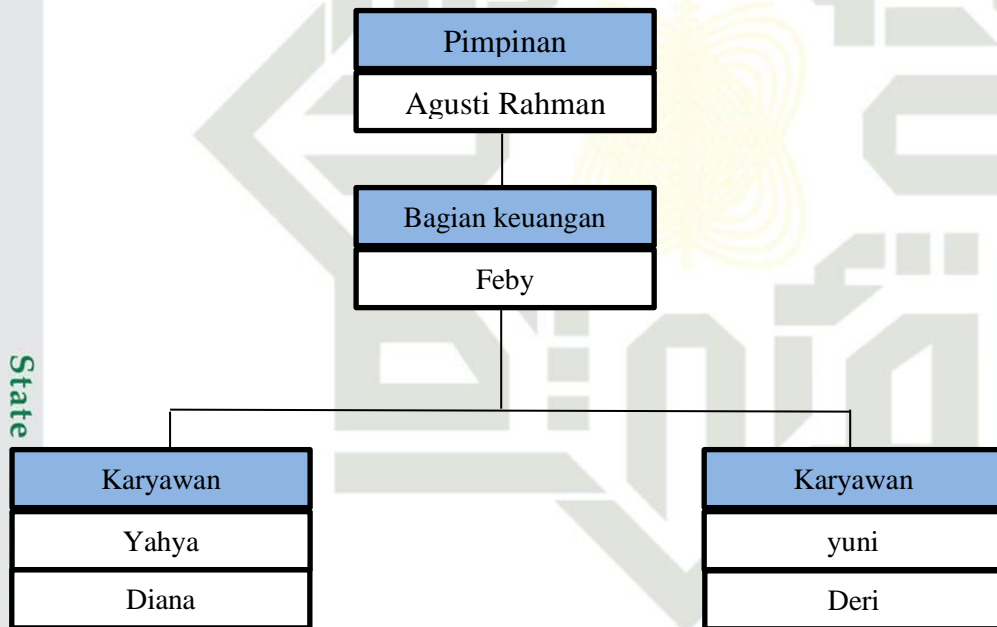 Pimpinan
Agusti Rahman
Bagian keuangan
Feby
State
Karyawan
Yahya
Diana
Karyawan
yuni
Deri